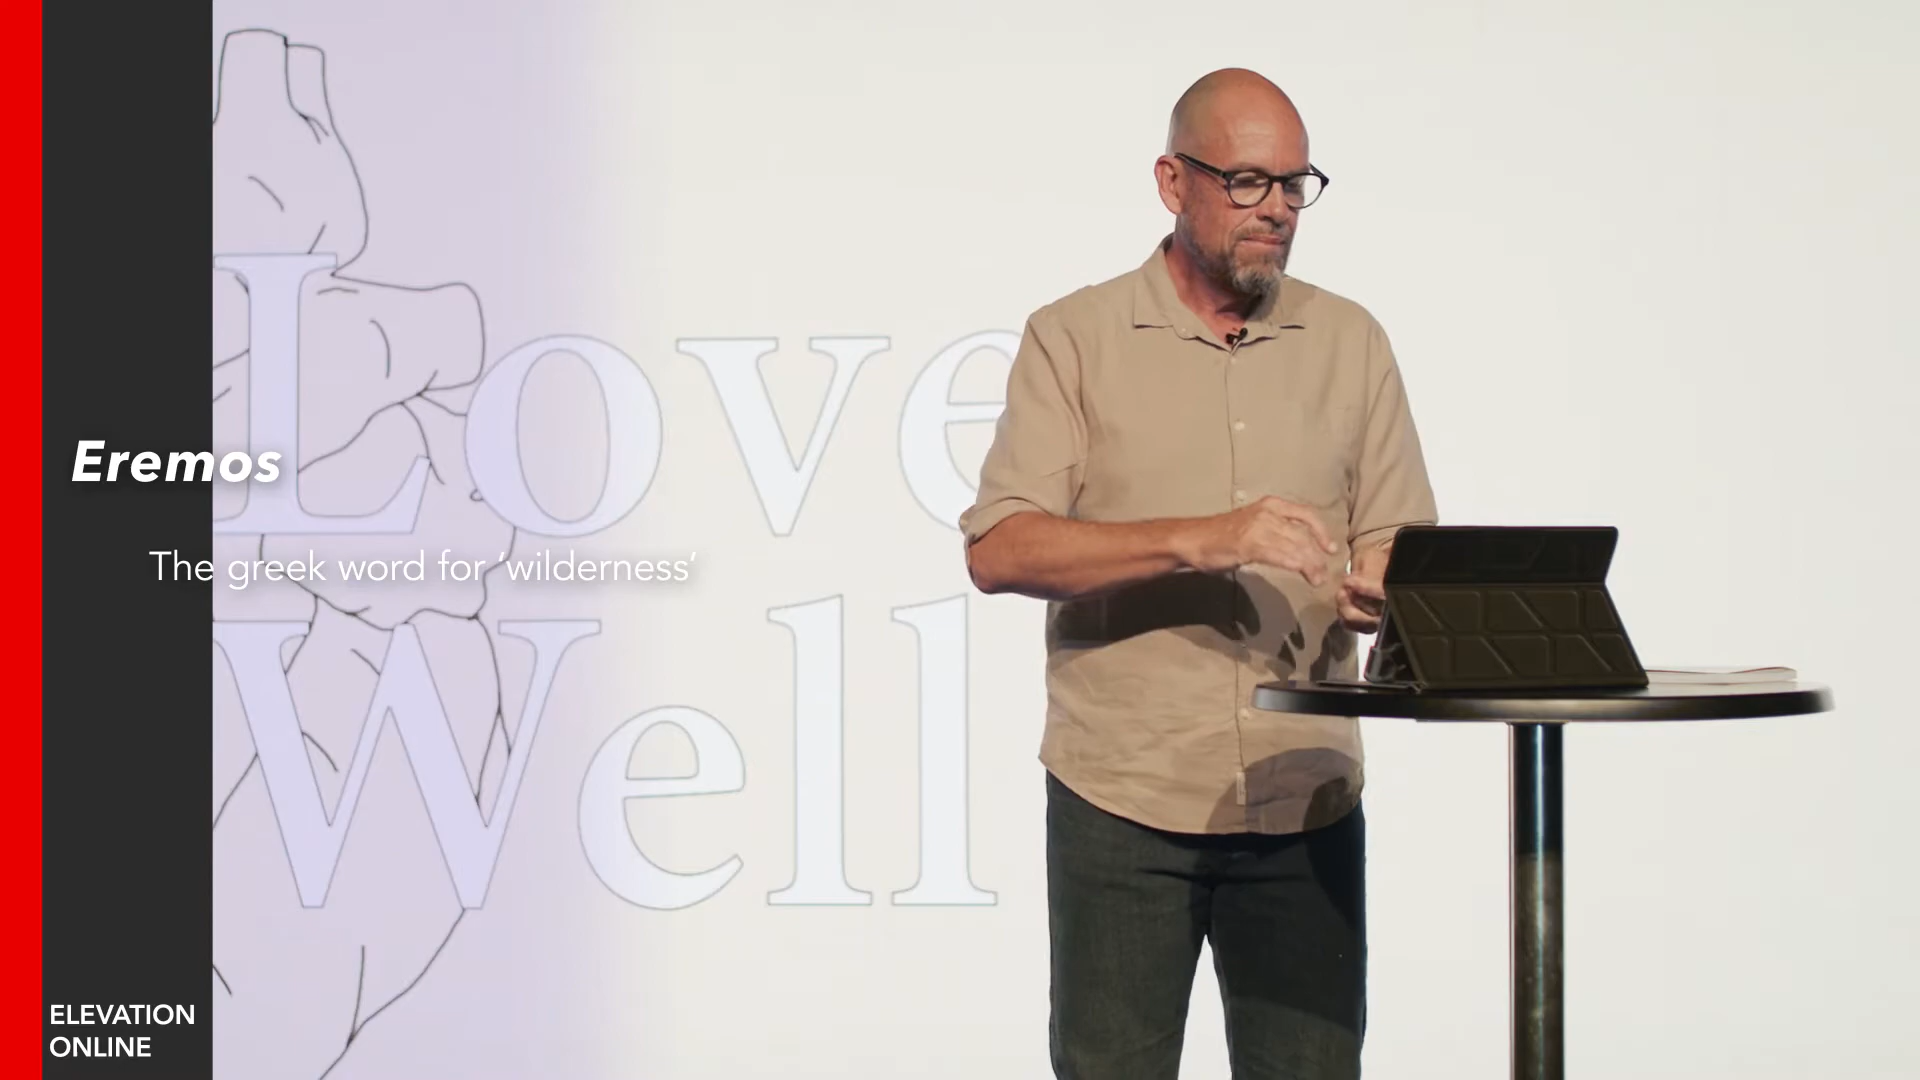 Love
Eremos
The greek word for ‘wilderness’
Well
ELEVATION
ONLINE